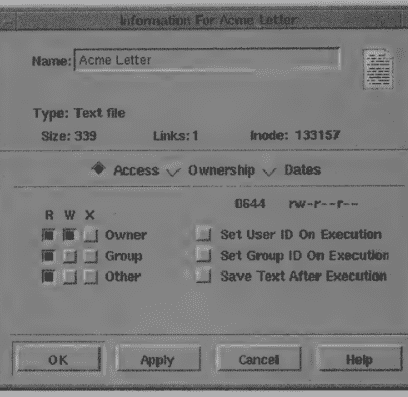 Information For Acme Letter
Name: Acme Letter
Type: Text file
Size: 339 Links: 1 Inode: 133157
Access Ownership Dates
0644 rw-r--r--
R W X
Owner Set User ID On Execution
Group Set Group ID On Execution
Other Save Text After Execution
OK Apply Cancel Help